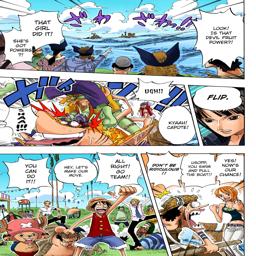 LOOK!
IS THAT
DEVIL FRUIT
POWER?!
THAT
GIRL
DID IT!
SHE'S
GOT
POWERS
?!
FLIP.
UGH!!
KYAAH!
CAPOTE!
YES!
NOW'S
OUR
CHANCE!
USOPP,
YOU SWIM
AND PULL
THE BOAT!!
DON'T BE
RIDICULOUS
!!
ALL
RIGHT!
GO
TEAM!!
HEY, LET'S
MAKE OUR
MOVE.
YOU
CAN
DO
IT!!